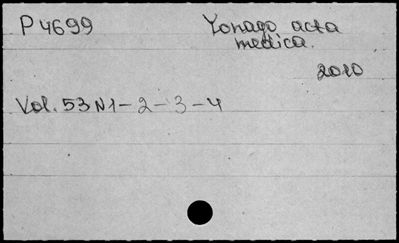 P 4699
Yonago acta
medica.
2010
Vol. 53 N1-2-3-4